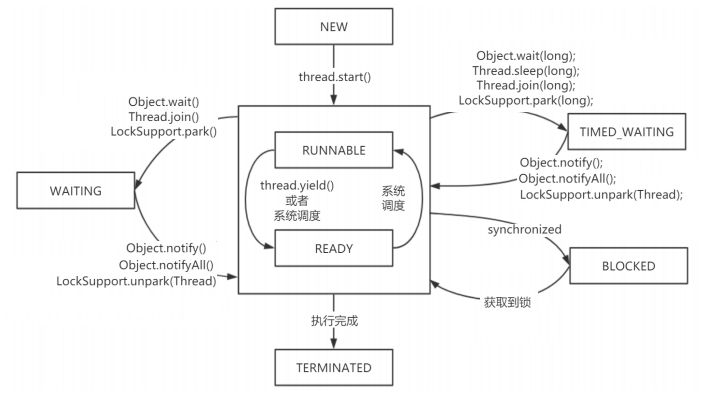 NEW
thread.start()
Object.wait(long);
Thread.sleep(long);
Thread.join(long);
LockSupport.park(long);
Object.wait()
Thread.join()
LockSupport.park()
TIMED_WAITING
RUNNABLE
Object.notify();
Object.notifyAll();
LockSupport.unpark(Thread);
WAITING
thread.yield()
或者
系统调度
系统
调度
synchronized
READY
Object.notify()
Object.notifyAll()
LockSupport.unpark(Thread)
BLOCKED
获取到锁
执行完成
TERMINATED